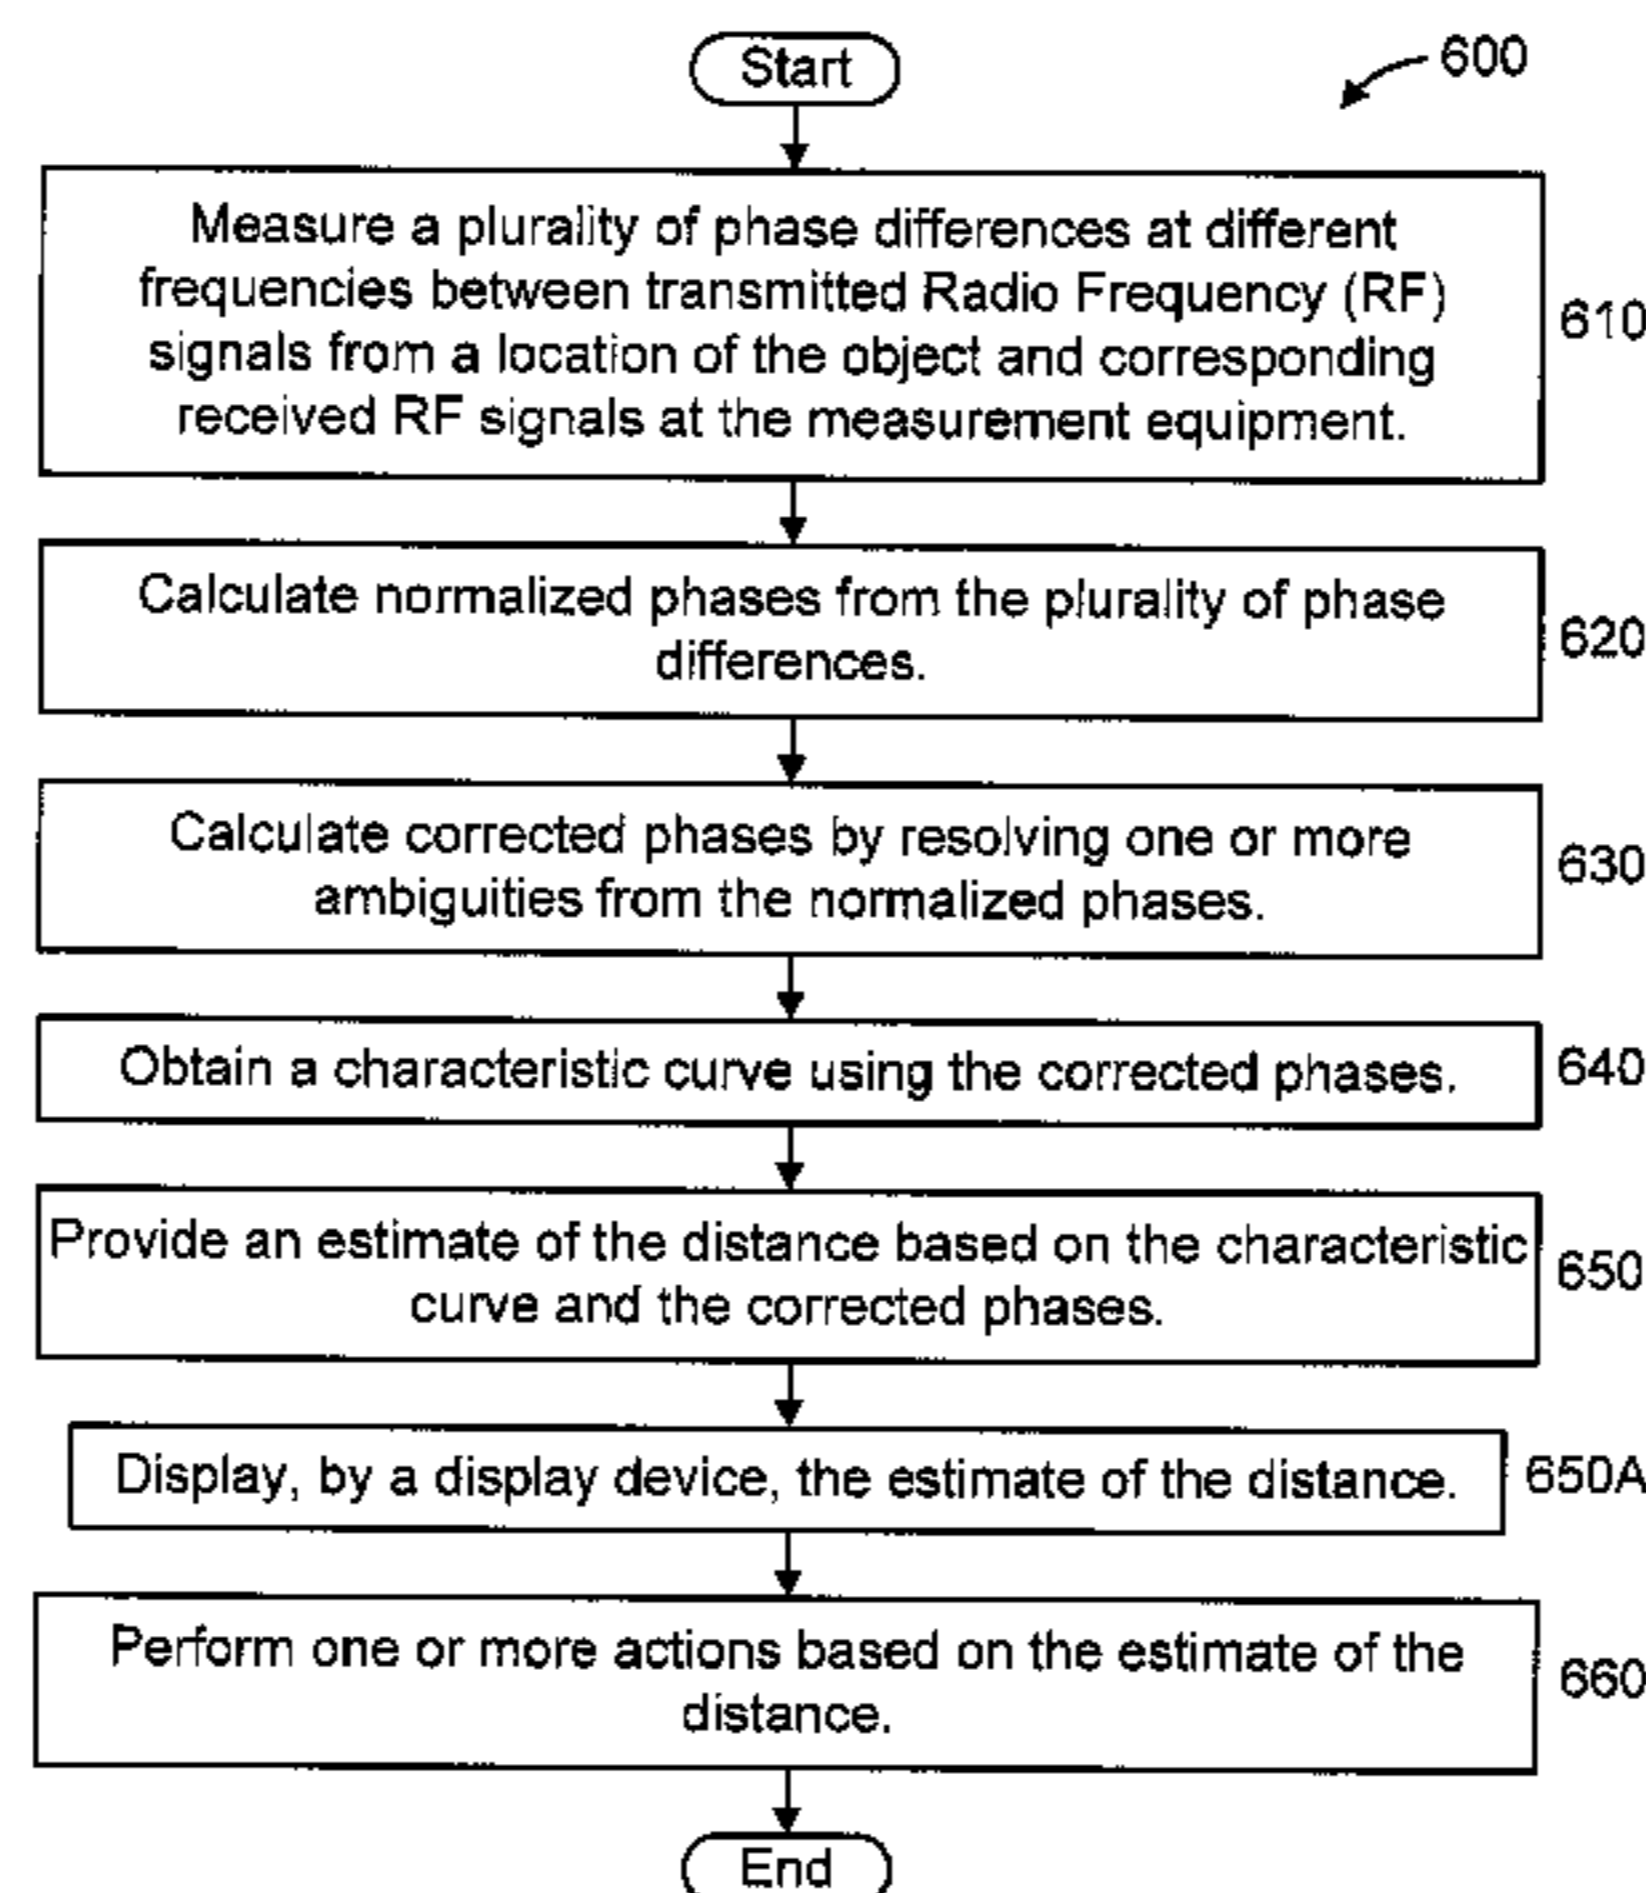 Start
600
Measure a plurality of phase differences at different
frequencies between transmitted Radio Frequency (RF)
signals from a location of the object and corresponding
received RF signals at the measurement equipment.
610
Calculate normalized phases from the plurality of phase
differences.
620
Calculate corrected phases by resolving one or more
ambiguities from the normalized phases.
630
Obtain a characteristic curve using the corrected phases.
640
Provide an estimate of the distance based on the characteristic
curve and the corrected phases.
650
Display, by a display device, the estimate of the distance.
650A
Perform one or more actions based on the estimate of the
distance.
660
End